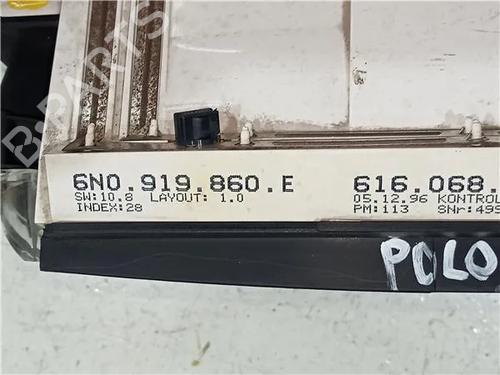 B-PARTS
6N0.919.860.E 616.068.
SW:10.8 LAYOUT: 1.0 05.12.96 KONTROL
INDEX:28 PM:113 SNr:499
POLO